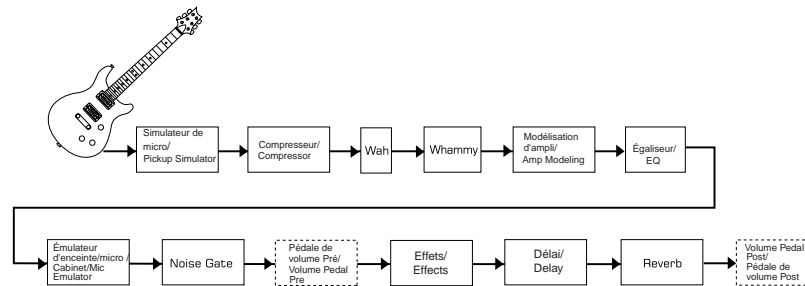 Simulateur de
micro/
Pickup Simulator
Compresseur/
Compressor
Wah
Whammy
Modélisation
d'ampli/
Amp Modeling
Égaliseur/
EQ
Émulateur
d'enceinte/micro /
Cabinet/Mic
Emulator
Noise Gate
Pédale de
volume Pré/
Volume Pedal
Pre
Effets/
Effects
Délai/
Delay
Reverb
Volume Pedal
Post/
Pédale de
volume Post